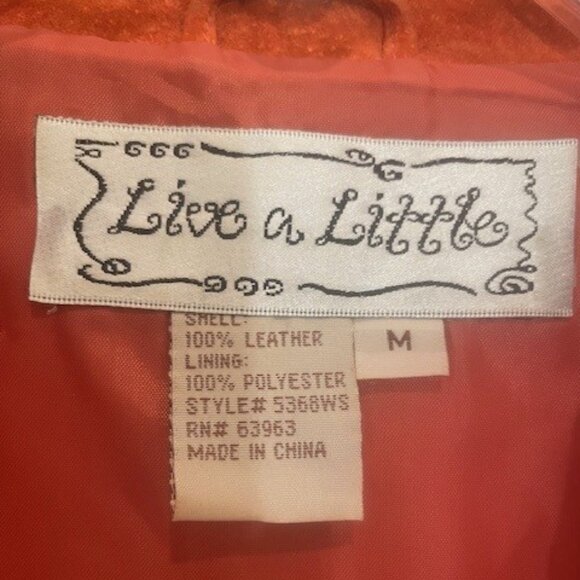 Live a Little
SHELL:
100% LEATHER
LINING:
100% POLYESTER
STYLE# 5368WS
RN# 63963
MADE IN CHINA
M